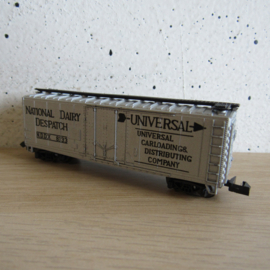 NATIONAL DAIRY
DESPATCH
UNIVERSAL
UNIVERSAL
CARLOADING &
DISTRIBUTING
COMPANY